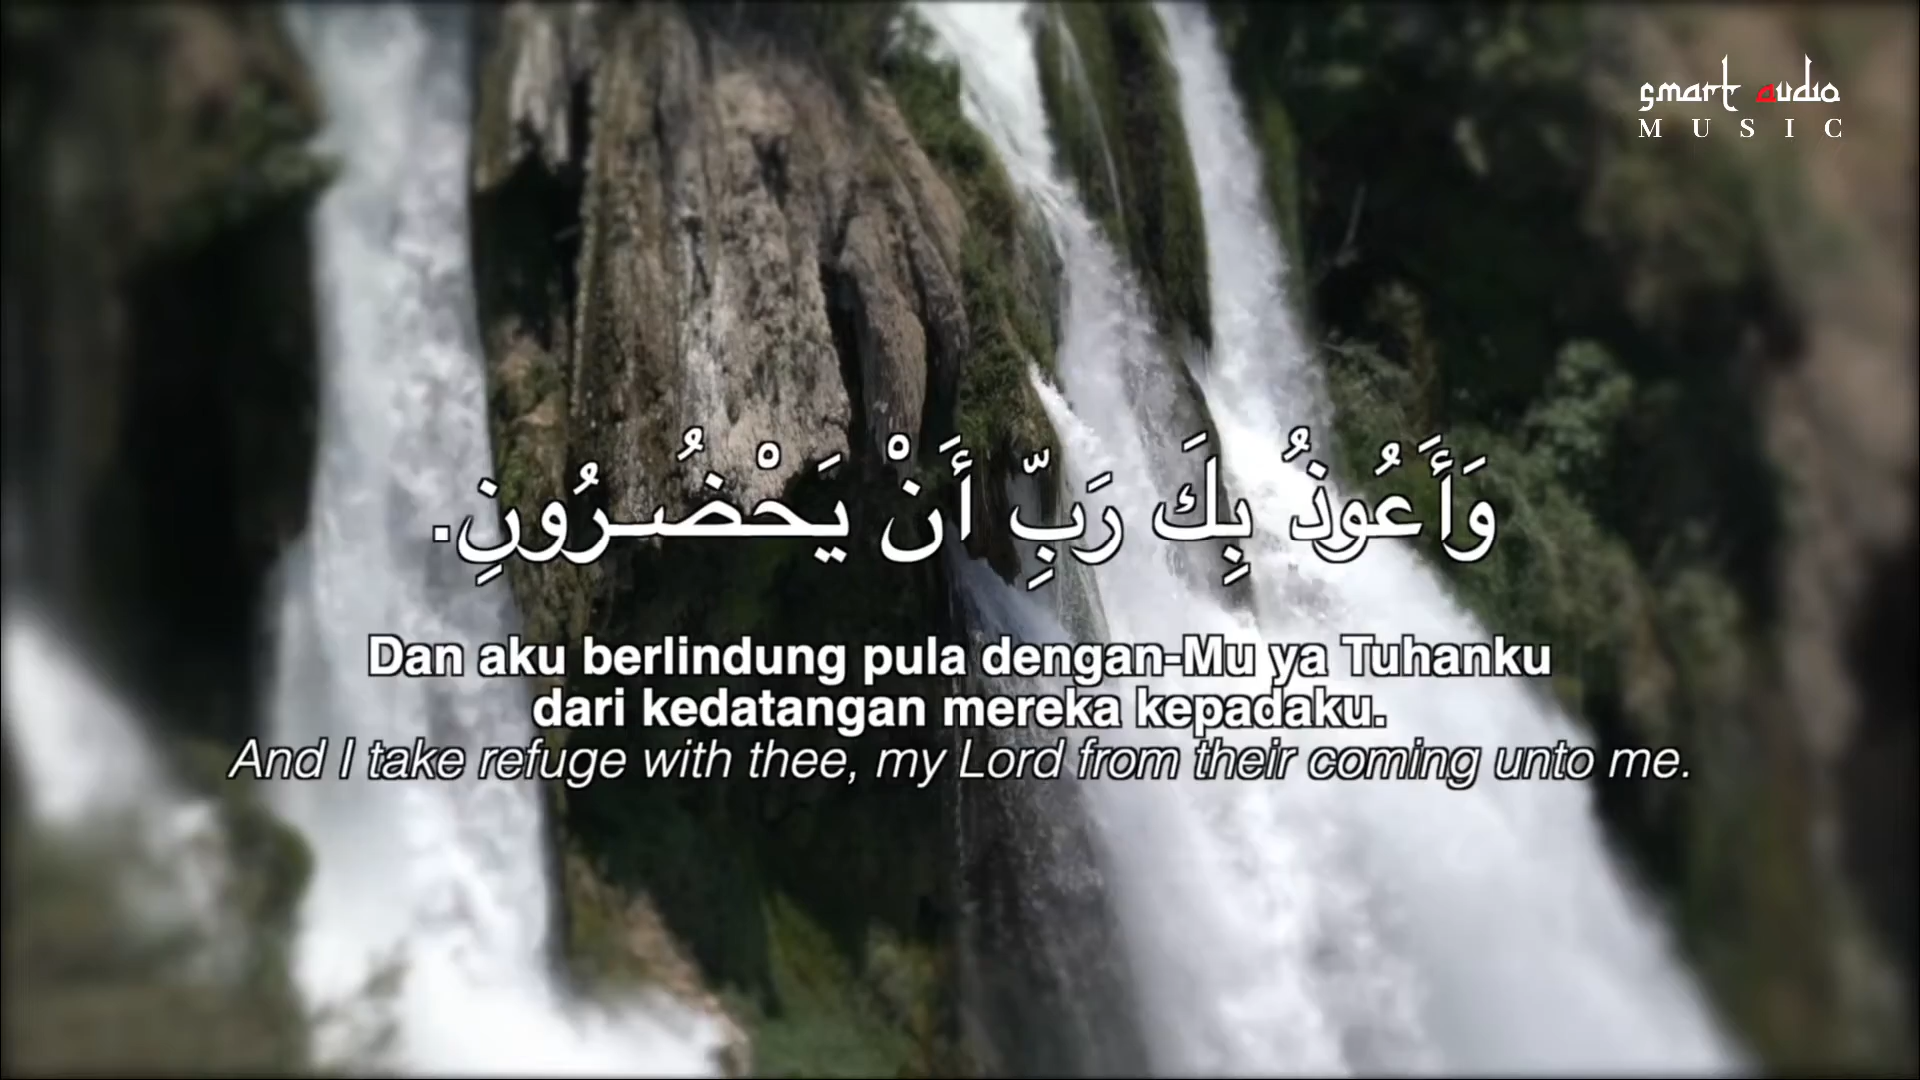 smart audio
MUSIC
وَأَعُوذُ بِكَ رَبِّ أَنْ يَحْضُرُونِ.
Dan aku berlindung pula dengan-Mu ya Tuhanku
dari kedatangan mereka kepadaku.
And I take refuge with thee, my Lord from their coming unto me.